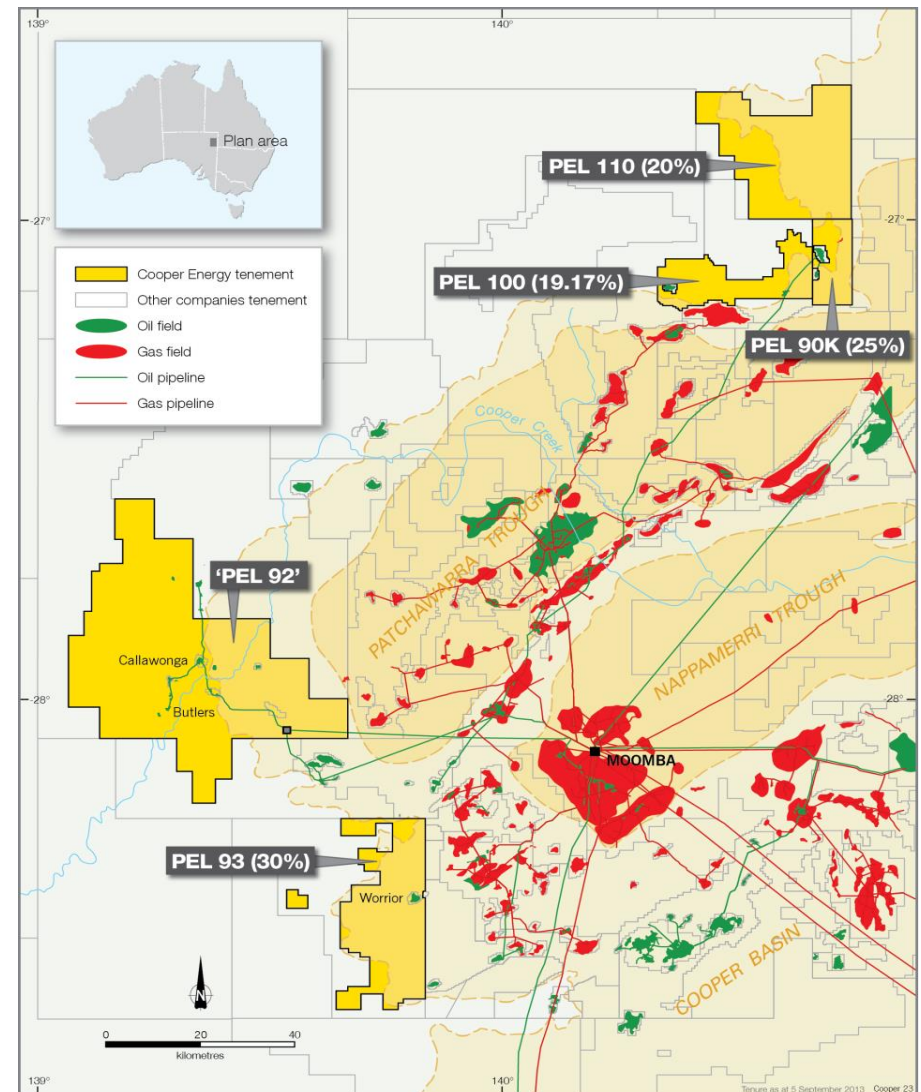 139°
140°
Plan area
Cooper Energy tenement
Other companies tenement
Oil field
Gas field
Oil pipeline
Gas pipeline
PEL 110 (20%)
-27°
-27°
PEL 100 (19.17%)
PEL 90K (25%)
Cooper Creek
PATCHAWARRA TROUGH
'PEL 92'
NAPPAMERRI TROUGH
Callawonga
-28°
-28°
Butlers
MOOMBA
PEL 93 (30%)
Worrior
COOPER BASIN
N
0 20 40
kilometres
139°
140°
Tenure as at 5 September 2013 Cooper 23